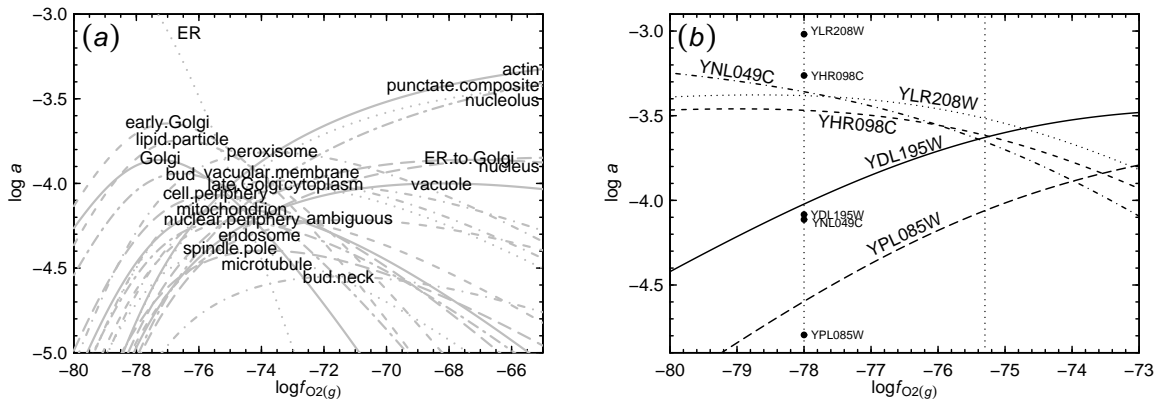 (a)
ER
actin
punctate.composite
nucleolus
early.Golgi
lipid.particle
Golgi
peroxisome
ER.to.Golgi
nucleus
bud
vacuolar.membrane
late.Golgi
cytoplasm
vacuole
cell.periphery
mitochondrion
nuclear.periphery
ambiguous
endosome
spindle.pole
microtubule
bud.neck
−3.0
−3.5
−4.0
−4.5
−5.0
log a
−80
−78
−76
−74
−72
−70
−68
−66
logfO2(g)
(b)
YLR208W
YNL049C
YHR098C
YLR208W
YHR098C
YDL195W
YDL195W
YNL049C
YPL085W
YPL085W
−3.0
−3.5
−4.0
−4.5
log a
−80
−79
−78
−77
−76
−75
−74
−73
logfO2(g)